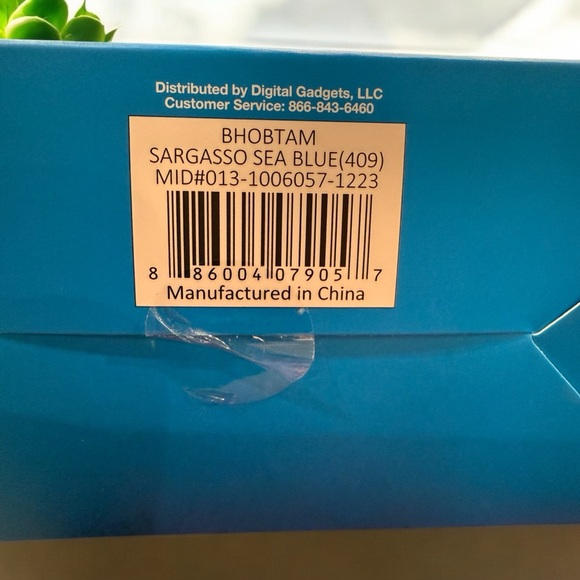 Distributed by Digital Gadgets, LLC
Customer Service: 866-843-6460
BHOBTAM
SARGASSO SEA BLUE(409)
MID#013-1006057-1223
8 86004 07905 7
Manufactured in China